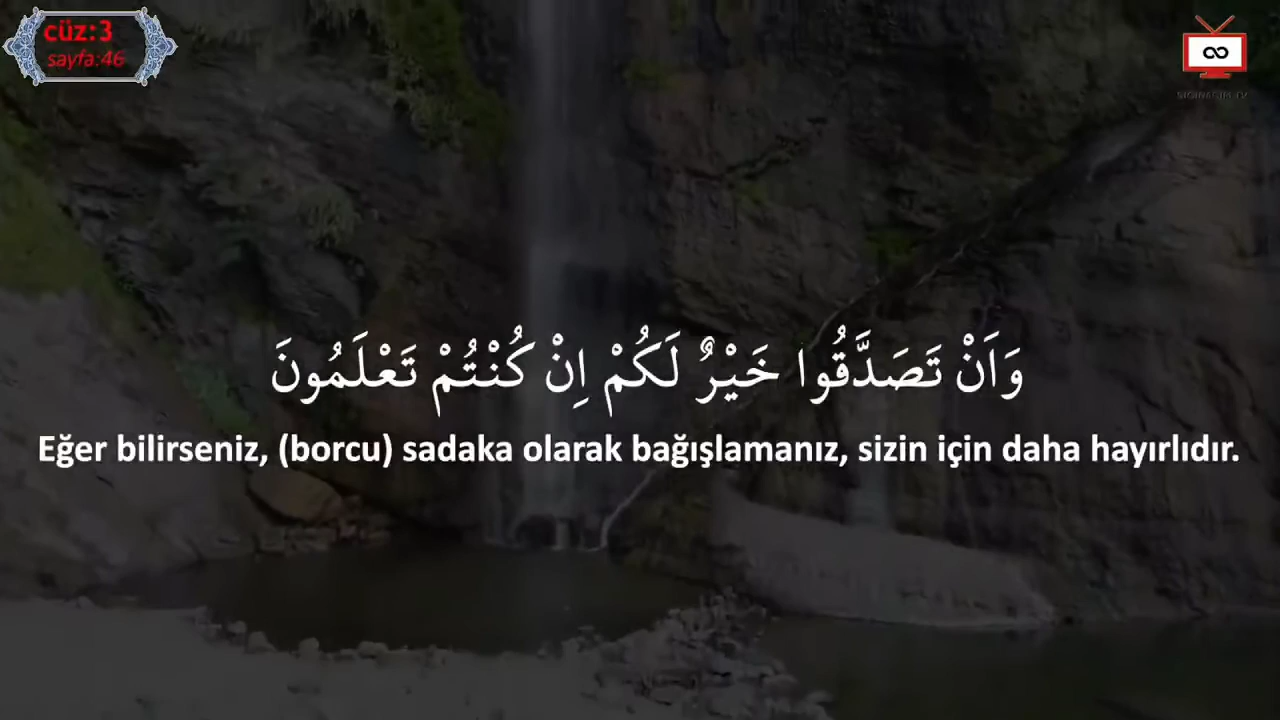 cüz:3
sayfa:46
وَاَنْ تَصَدَّقُوا خَيْرٌ لَكُمْ اِنْ كُنْتُمْ تَعْلَمُونَ
Eğer bilirseniz, (borcu) sadaka olarak bağışlamanız, sizin için daha hayırlıdır.